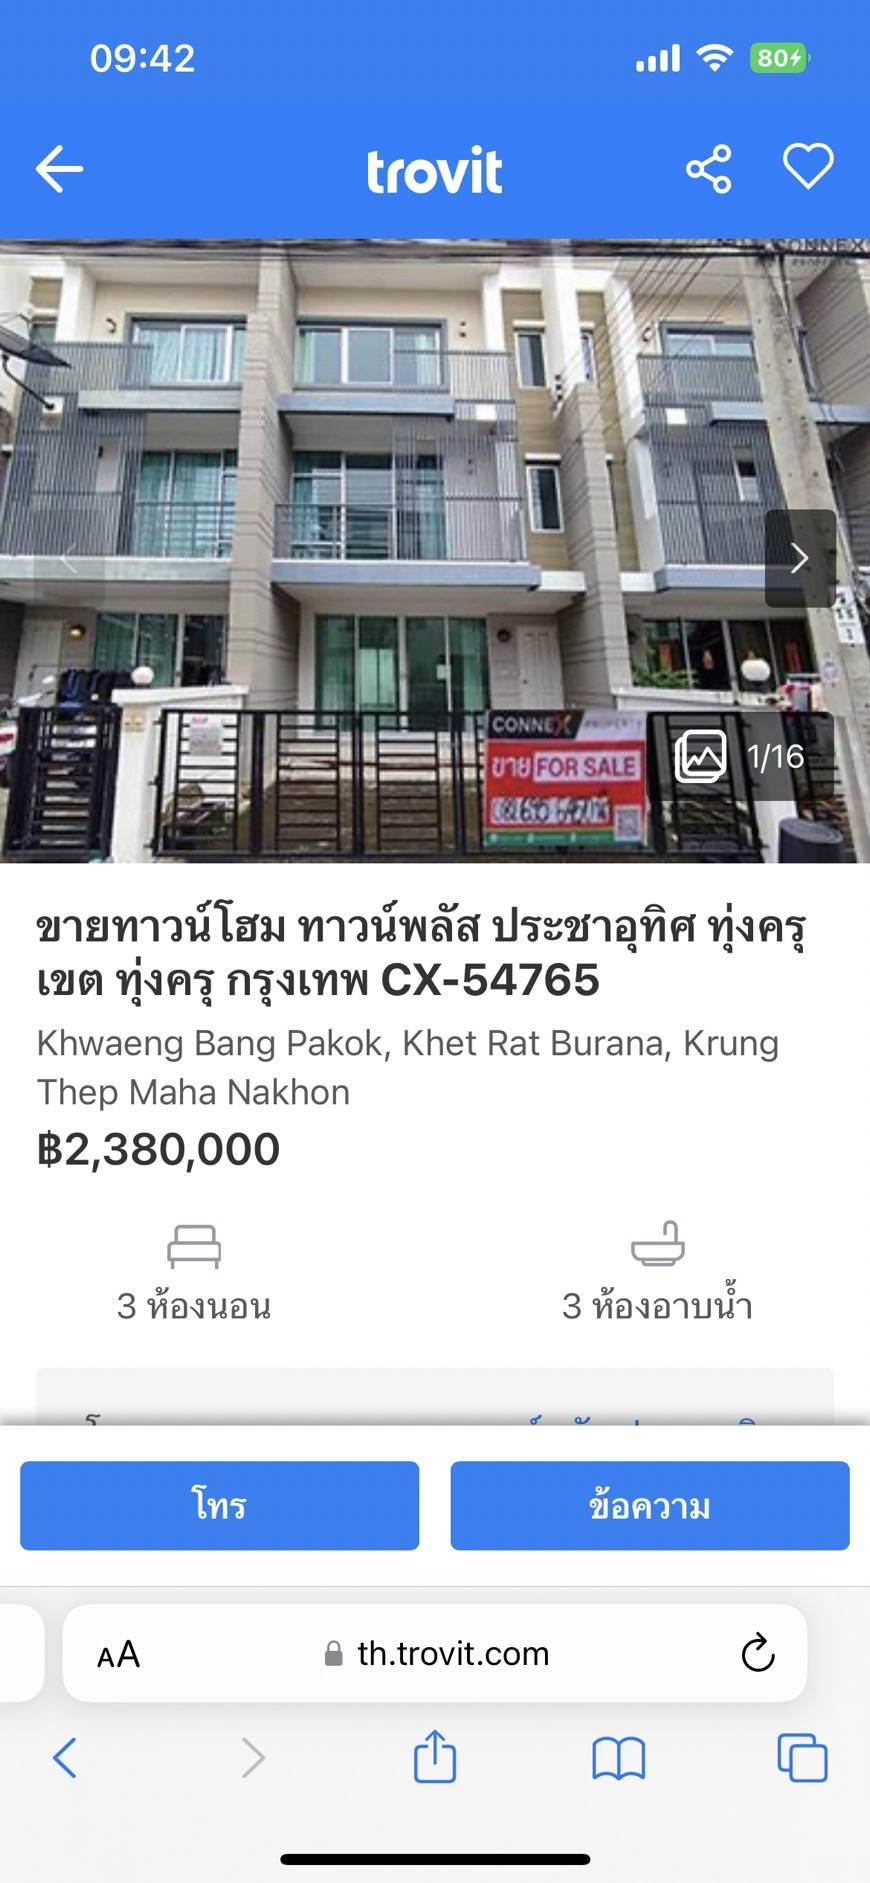 09:42
80
trovit
CONNEX
CONNEX PROPERTY
ขาย FOR SALE
1/16
ขายทาวน์โฮม ทาวน์พลัส ประชาอุทิศ ทุ่งครุ
เขต ทุ่งครุ กรุงเทพ CX-54765
Khwaeng Bang Pakok, Khet Rat Burana, Krung
Thep Maha Nakhon
฿2,380,000
3 ห้องนอน
3 ห้องอาบน้ำ
โทร
ข้อความ
AA
th.trovit.com